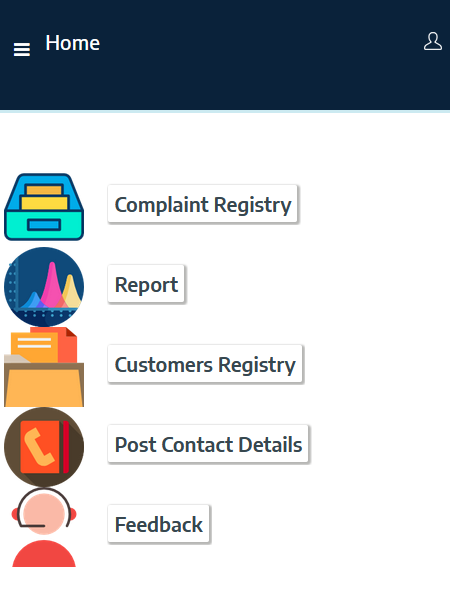 Home
Complaint Registry
Report
Customers Registry
Post Contact Details
Feedback